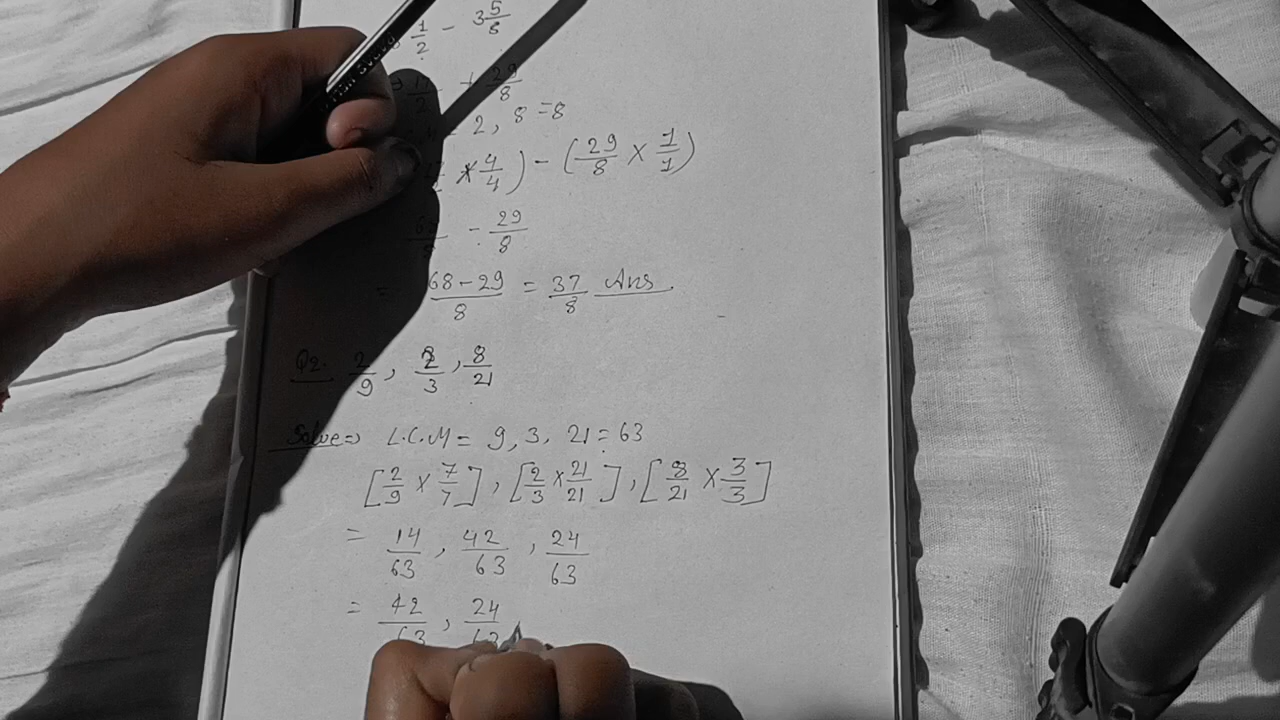 1/2 - 3 5/8
+ 29/8
2, 8 = 8
× 4/4 ) - ( 29/8 × 1/1 )
68/8 - 29/8
= 68 - 29/8 = 37/8 Ans
Q2. 2/9 , 2/3 , 8/21
Solve ⇒ L.C.M = 9, 3, 21 = 63
[ 2/9 × 7/7 ] , [ 2/3 × 21/21 ] , [ 8/21 × 3/3 ]
= 14/63 , 42/63 , 24/63
= 42/63 , 24/63